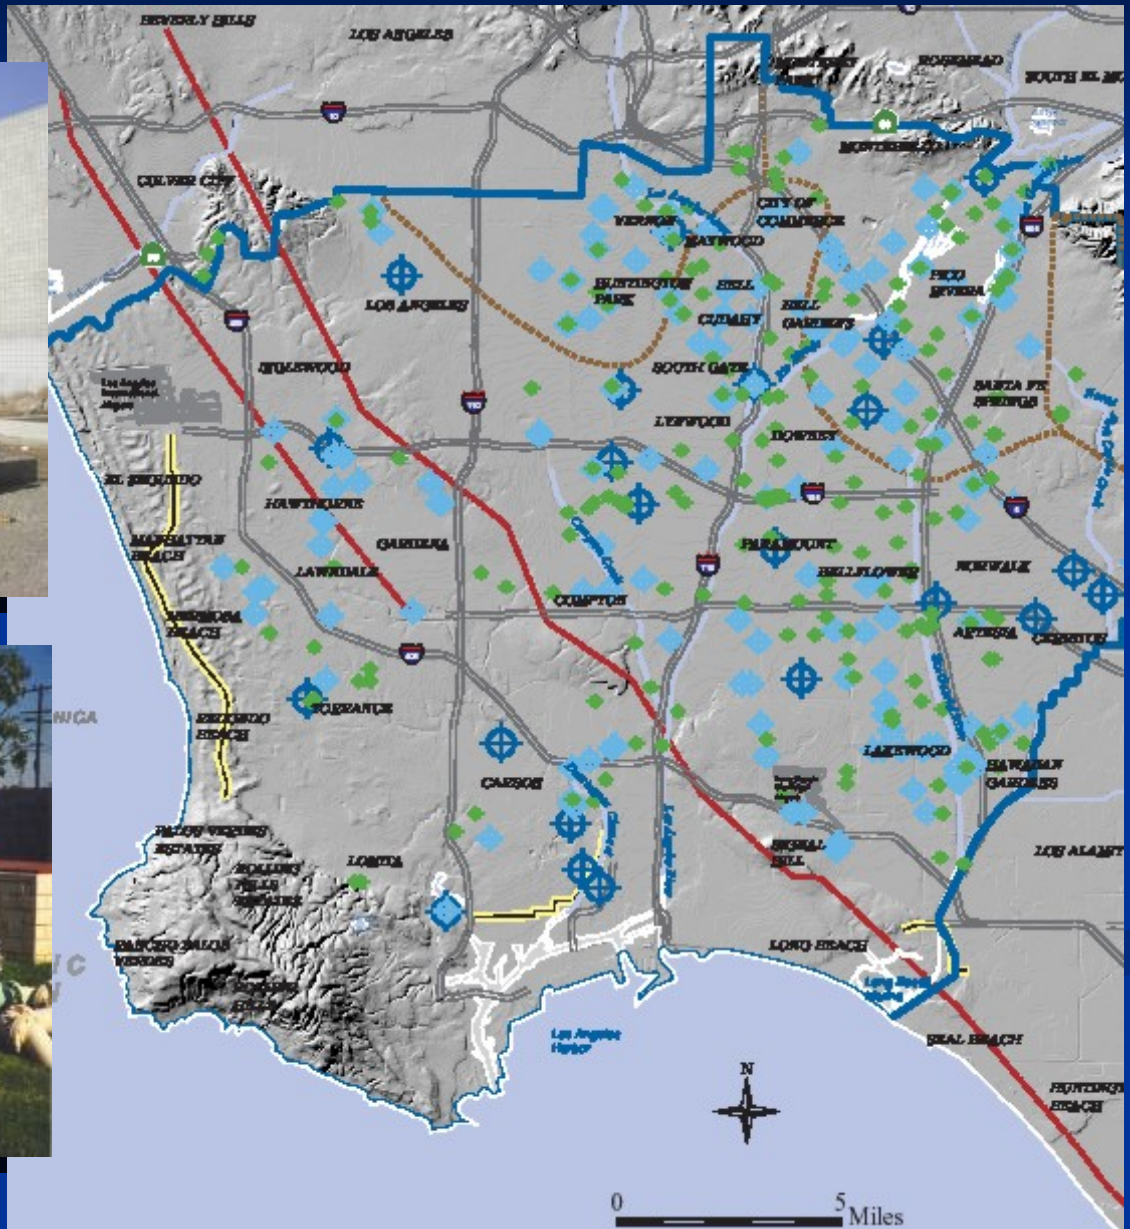 BEVERLY HILLS
LOS ANGELES
ROSEMEAD
CULVER CITY
CITY OF
COMMERCE
VERNON
MAYWOOD
HUNTINGTON
PARK
BELL
PICO
RIVERA
LOS ANGELES
BELL
GARDENS
CUDAHY
INGLEWOOD
SOUTH GATE
SANTA FE
SPRINGS
LYNWOOD
DOWNEY
EL SEGUNDO
HAWTHORNE
MANHATTAN
BEACH
GARDENA
PARAMOUNT
LAWNDALE
BELLFLOWER
NORWALK
COMPTON
HERMOSA
BEACH
ARTESIA
CERRITOS
TORRANCE
REDONDO
BEACH
LAKEWOOD
HAWAIIAN
GARDENS
CARSON
PALOS VERDES
ESTATES
LOMITA
ROLLING
HILLS
ESTATES
SIGNAL
HILL
LOS ALAMIT
RANCHO PALOS
VERDES
LONG BEACH
Los Angeles
Harbor
SEAL BEACH
HUNTING
BEACH
N
0 5 Miles